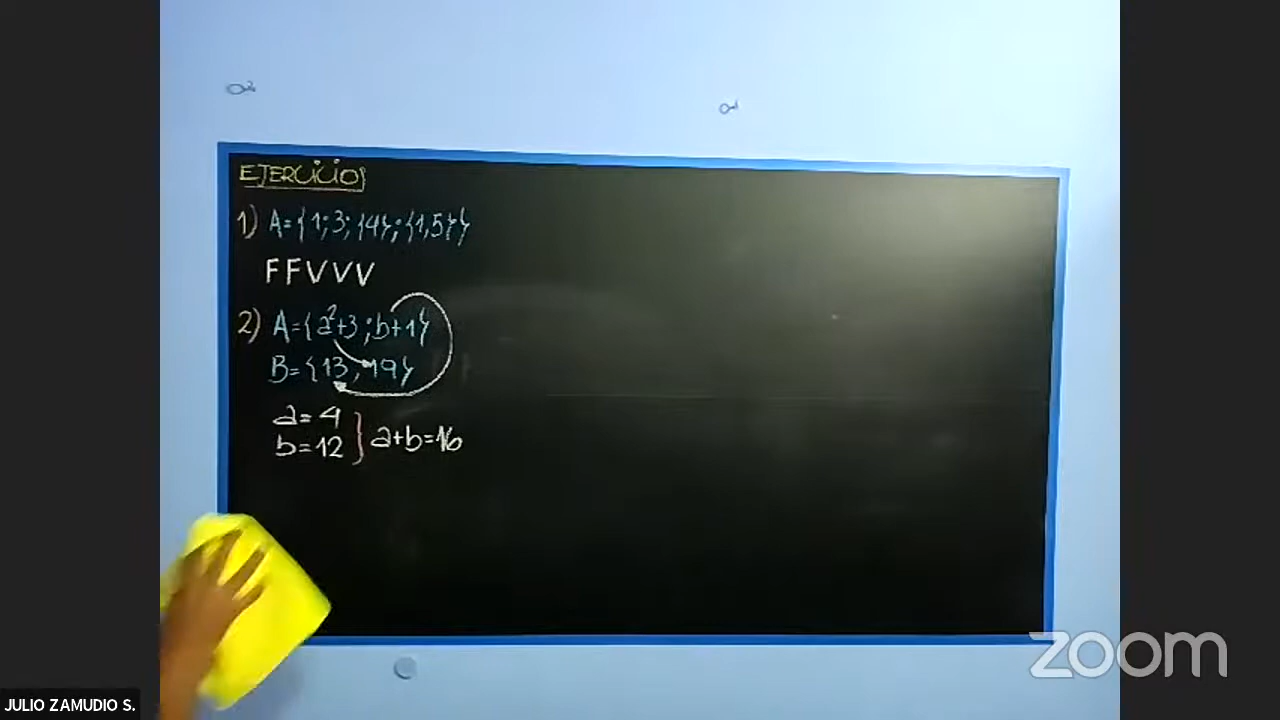 EJERCICIOS
1) A={1;3;{4};{1,5}}
FFVVV
2) A={a²+3;b+1}
B={13;19}
a=4
b=12 } a+b=16
zoom
JULIO ZAMUDIO S.